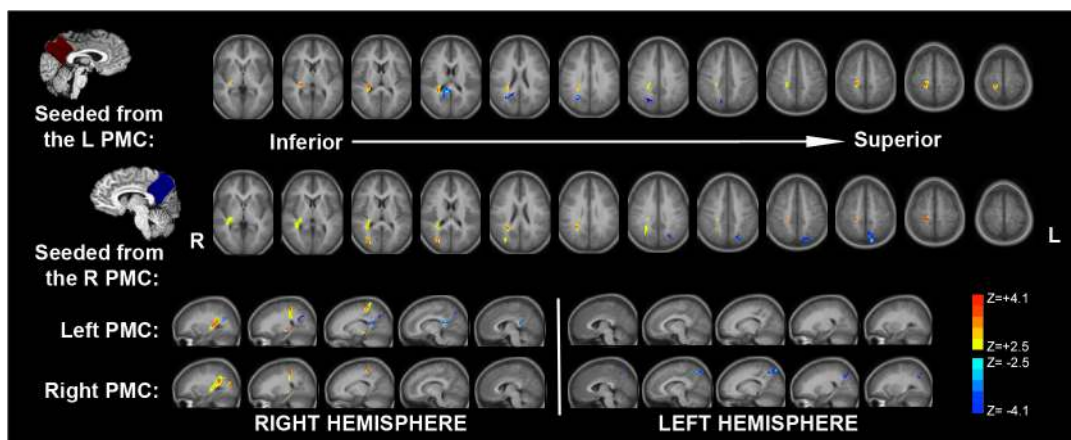 Seeded from
the L PMC:
Inferior
Superior
R
L
Seeded from
the R PMC:
Left PMC:
Right PMC:
Z=+4.1
Z=+2.5
Z= -2.5
Z= -4.1
RIGHT HEMISPHERE
LEFT HEMISPHERE